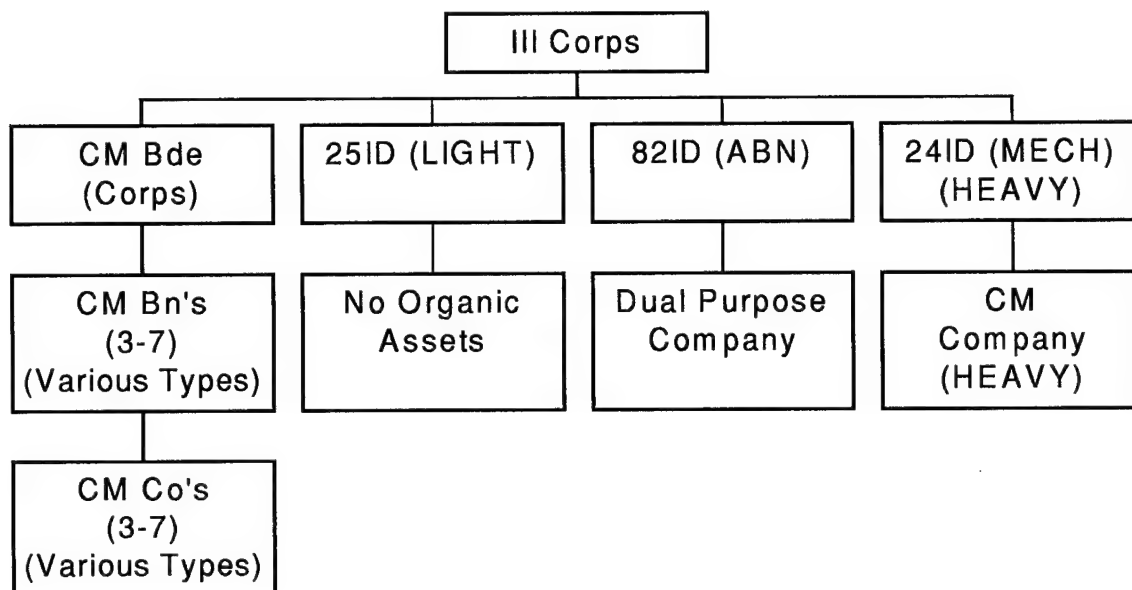 III Corps
CM Bde
(Corps)
25ID (LIGHT)
82ID (ABN)
24ID (MECH)
(HEAVY)
CM Bn's
(3-7)
(Various Types)
No Organic
Assets
Dual Purpose
Company
CM
Company
(HEAVY)
CM Co's
(3-7)
(Various Types)